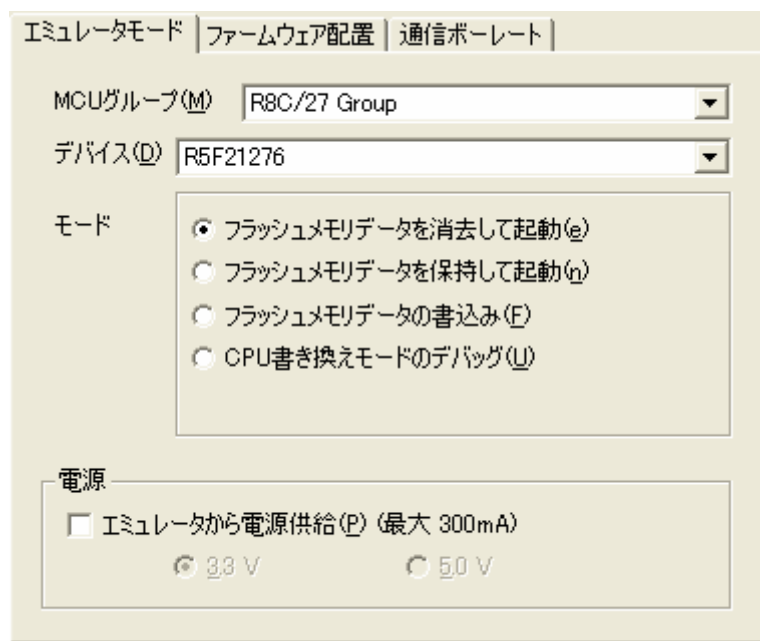 エミュレータモード ファームウェア配置 通信ボーレート
MCUグループ(M) R8C/27 Group
デバイス(D) R5F21276
モード
フラッシュメモリデータを消去して起動(e)
フラッシュメモリデータを保持して起動(n)
フラッシュメモリデータの書込み(F)
CPU書き換えモードのデバッグ(U)
電源
エミュレータから電源供給(P) (最大 300mA)
3.3 V 5.0 V